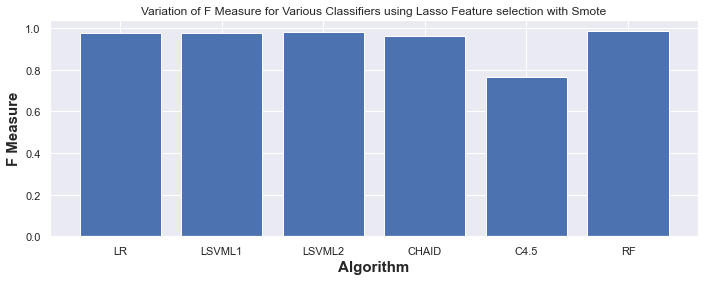 Variation of F Measure for Various Classifiers using Lasso Feature selection with Smote
F Measure
1.0
0.8
0.6
0.4
0.2
0.0
LR LSVML1 LSVML2 CHAID C4.5 RF
Algorithm